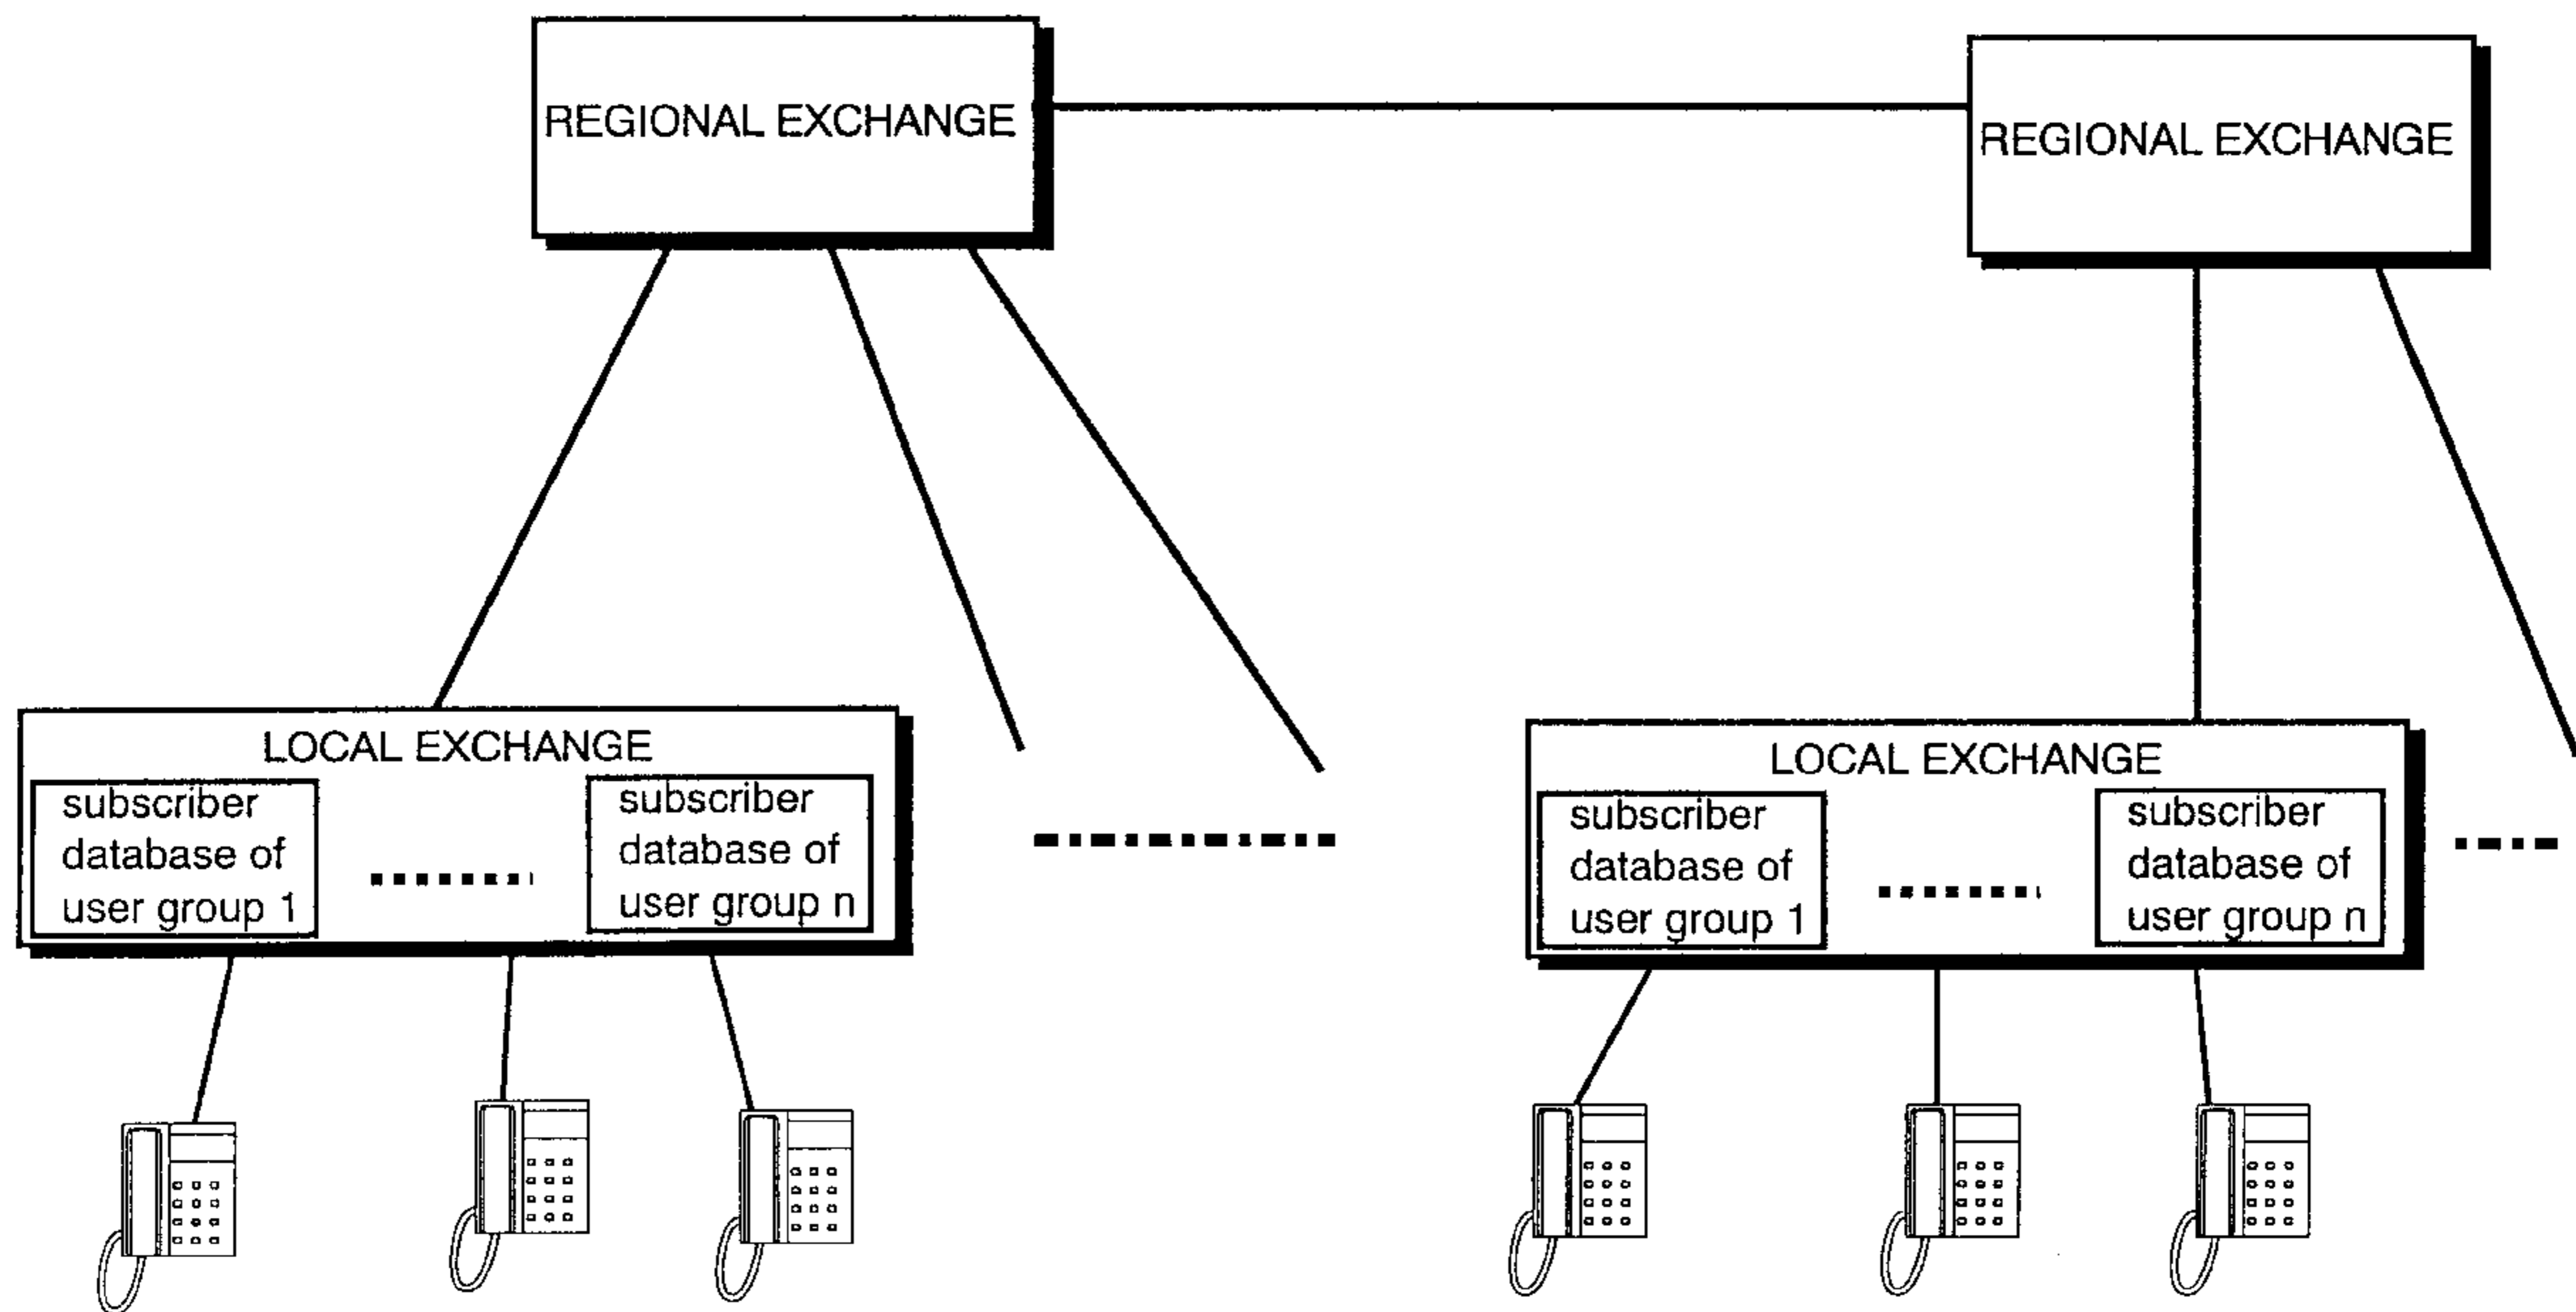 REGIONAL EXCHANGE
REGIONAL EXCHANGE
LOCAL EXCHANGE
subscriber
database of
user group 1
subscriber
database of
user group n
LOCAL EXCHANGE
subscriber
database of
user group 1
subscriber
database of
user group n